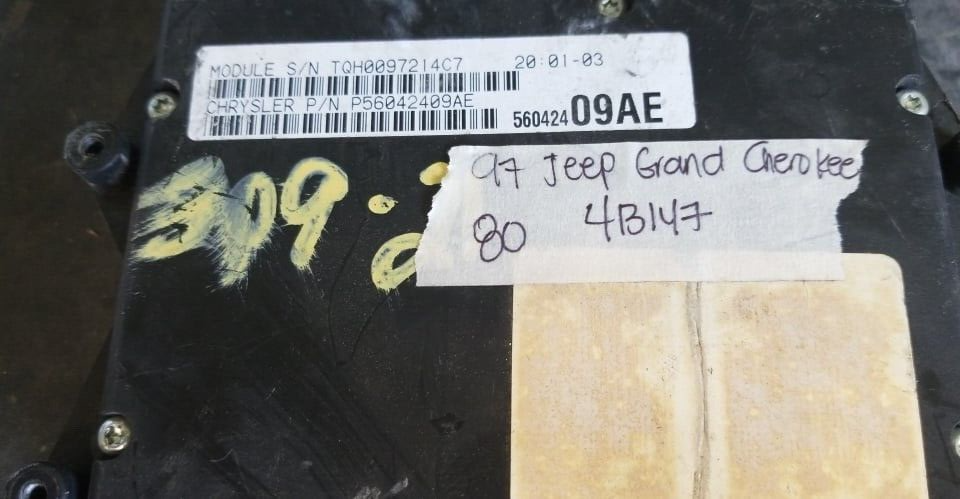 MODULE S/N TQH0097214C7 20:01-03
CHRYSLER P/N P56042409AE
56042409AE
97 Jeep Grand Cherokee
80 4B147